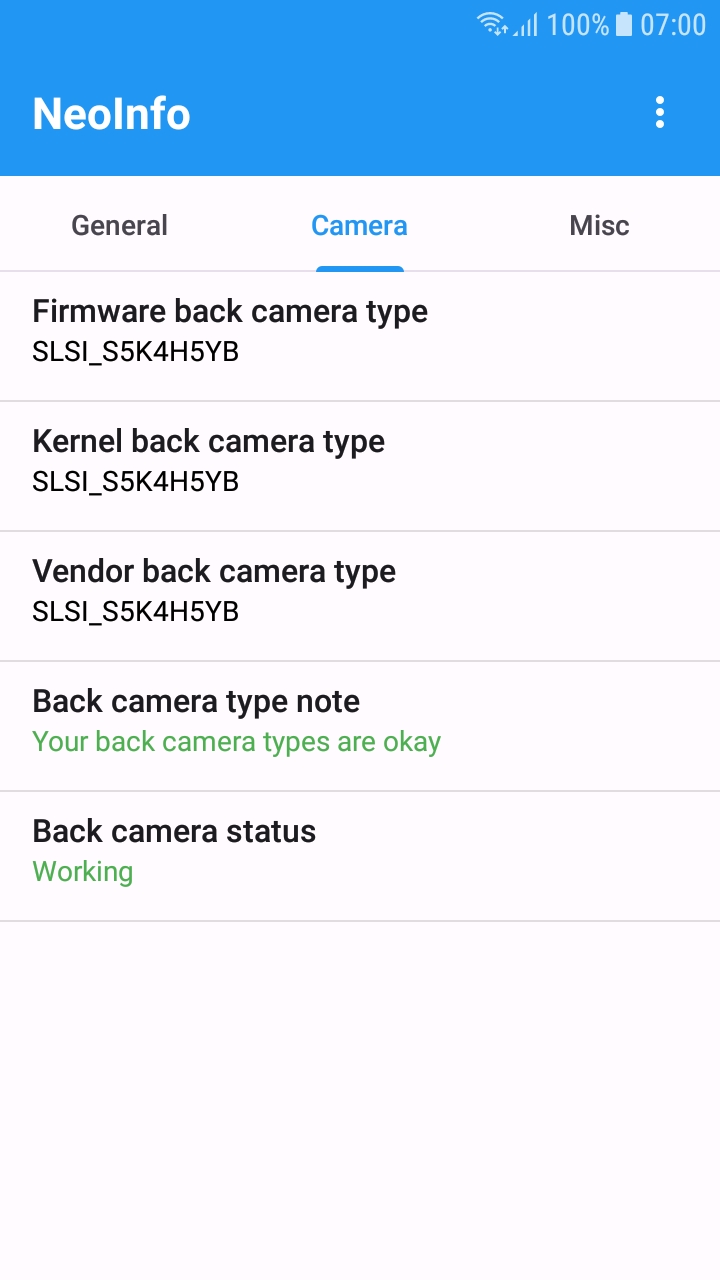 100% 07:00
NeoInfo
General Camera Misc
Firmware back camera type
SLSI_S5K4H5YB
Kernel back camera type
SLSI_S5K4H5YB
Vendor back camera type
SLSI_S5K4H5YB
Back camera type note
Your back camera types are okay
Back camera status
Working